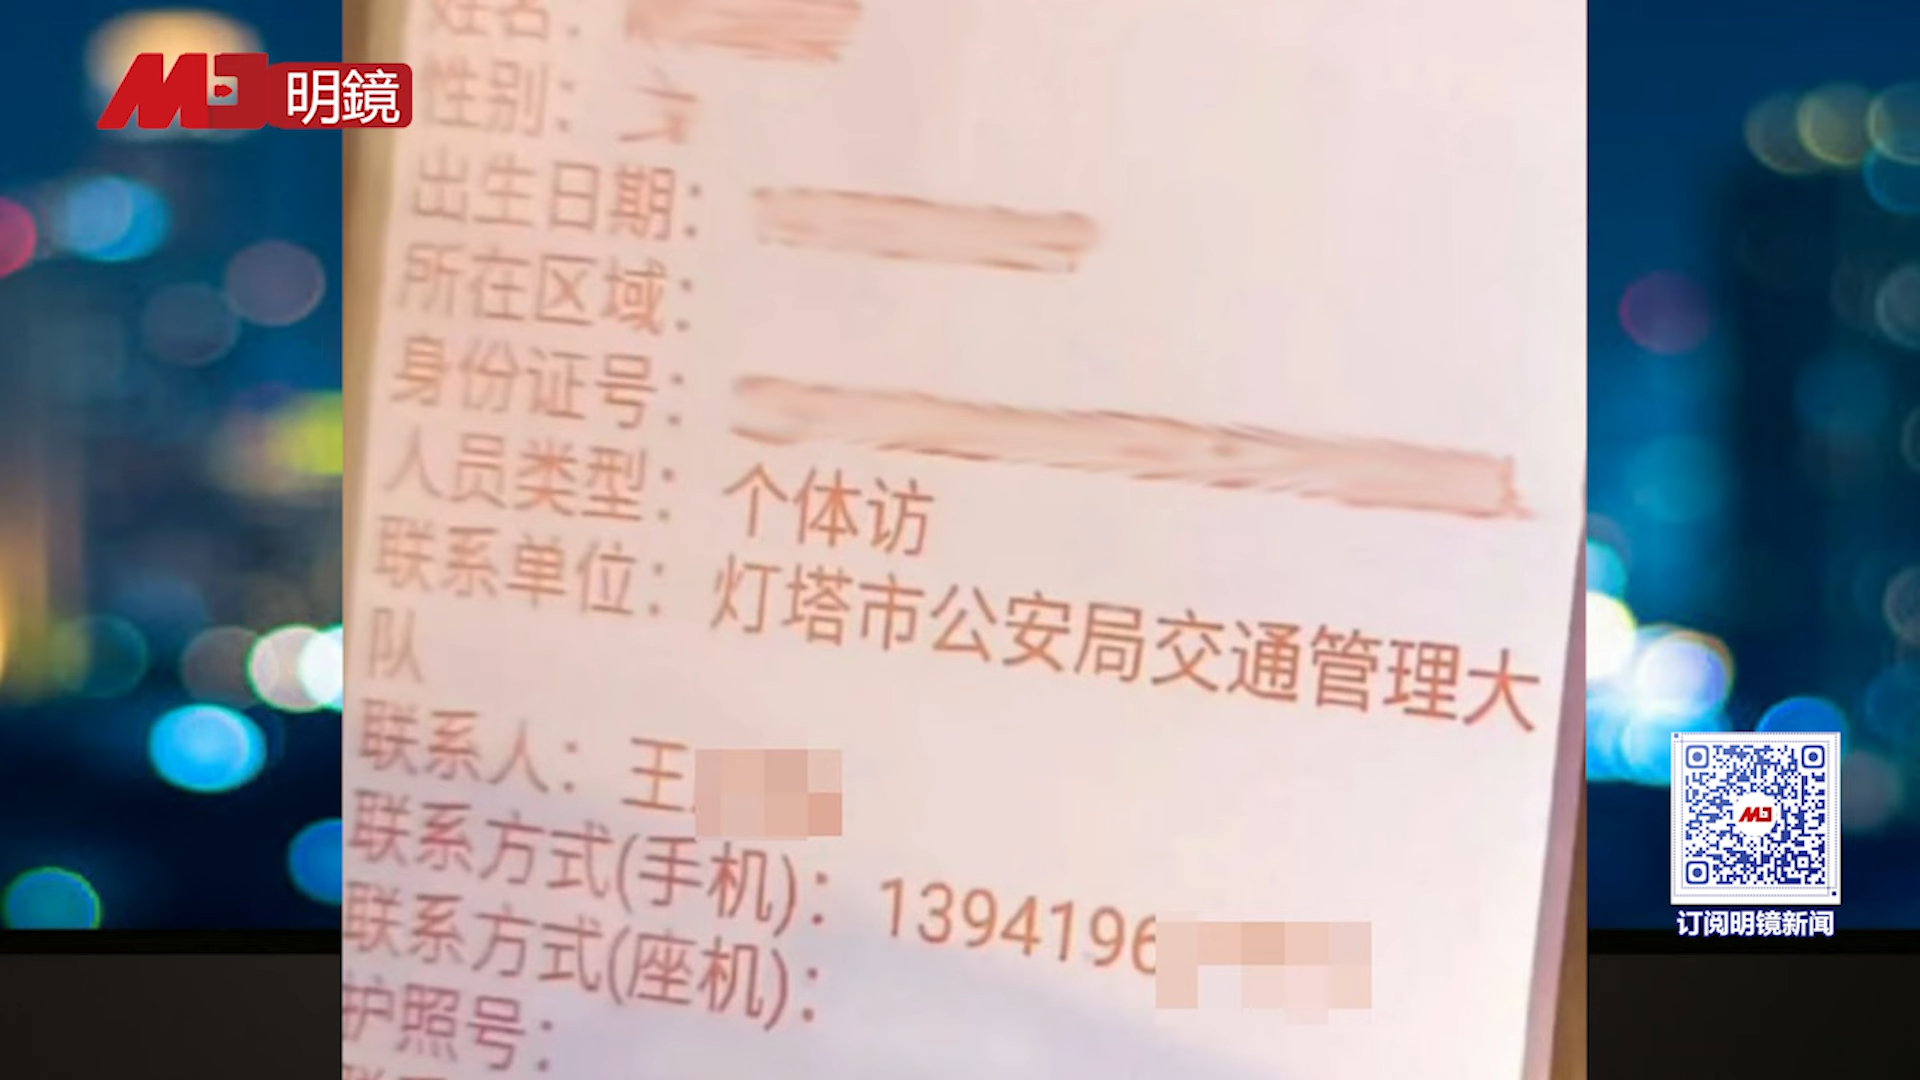 明鏡
姓名：
性别：女
出生日期：
所在区域：
身份证号：
人员类型：个体访
联系单位：灯塔市公安局交通管理大
队
联系人：王
联系方式(手机)：1394196
联系方式(座机)：
护照号：
订阅明镜新闻